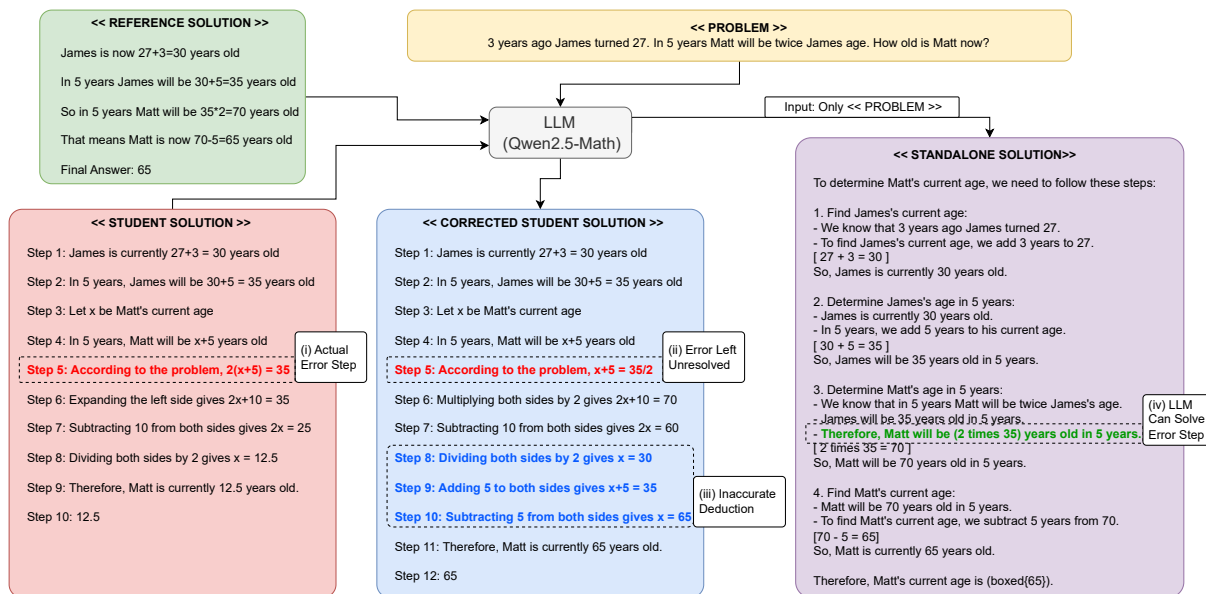 << REFERENCE SOLUTION >>
James is now 27+3=30 years old
In 5 years James will be 30+5=35 years old
So in 5 years Matt will be 35*2=70 years old
That means Matt is now 70-5=65 years old
Final Answer: 65
<< PROBLEM >>
3 years ago James turned 27. In 5 years Matt will be twice James age. How old is Matt now?
LLM
(Qwen2.5-Math)
Input: Only << PROBLEM >>
<< STUDENT SOLUTION >>
Step 1: James is currently 27+3 = 30 years old
Step 2: In 5 years, James will be 30+5 = 35 years old
Step 3: Let x be Matt's current age
Step 4: In 5 years, Matt will be x+5 years old
Step 5: According to the problem, 2(x+5) = 35
Step 6: Expanding the left side gives 2x+10 = 35
Step 7: Subtracting 10 from both sides gives 2x = 25
Step 8: Dividing both sides by 2 gives x = 12.5
Step 9: Therefore, Matt is currently 12.5 years old.
Step 10: 12.5
(i) Actual
Error Step
<< CORRECTED STUDENT SOLUTION >>
Step 1: James is currently 27+3 = 30 years old
Step 2: In 5 years, James will be 30+5 = 35 years old
Step 3: Let x be Matt's current age
Step 4: In 5 years, Matt will be x+5 years old
Step 5: According to the problem, x+5 = 35/2
Step 6: Multiplying both sides by 2 gives 2x+10 = 70
Step 7: Subtracting 10 from both sides gives 2x = 60
Step 8: Dividing both sides by 2 gives x = 30
Step 9: Adding 5 to both sides gives x+5 = 35
Step 10: Subtracting 5 from both sides gives x = 65
Step 11: Therefore, Matt is currently 65 years old.
Step 12: 65
(ii) Error Left
Unresolved
(iii) Inaccurate
Deduction
<< STANDALONE SOLUTION>>
To determine Matt's current age, we need to follow these steps:
1. Find James's current age:
- We know that 3 years ago James turned 27.
- To find James's current age, we add 3 years to 27.
[ 27 + 3 = 30 ]
So, James is currently 30 years old.
2. Determine James's age in 5 years:
- James is currently 30 years old.
- In 5 years, we add 5 years to his current age.
[ 30 + 5 = 35 ]
So, James will be 35 years old in 5 years.
3. Determine Matt's age in 5 years:
- We know that in 5 years Matt will be twice James's age.
- James will be 35 years old in 5 years.
- Therefore, Matt will be (2 times 35) years old in 5 years.
[ 2 times 35 = 70 ]
So, Matt will be 70 years old in 5 years.
4. Find Matt's current age:
- Matt will be 70 years old in 5 years.
- To find Matt's current age, we subtract 5 years from 70.
[70 - 5 = 65]
So, Matt is currently 65 years old.
Therefore, Matt's current age is (boxed{65}).
(iv) LLM
Can Solve
Error Step